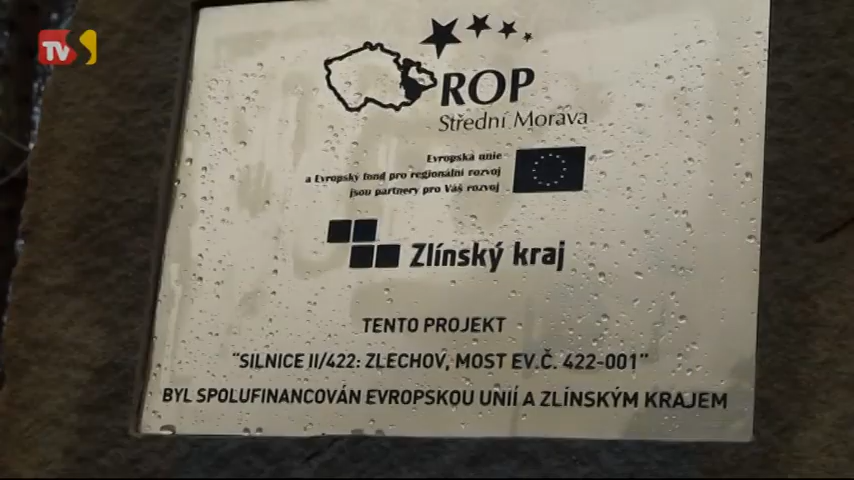 TV S
ROP
Střední Morava
Evropská unie
a Evropský fond pro regionální rozvoj
jsou partnery pro Váš rozvoj
Zlínský kraj
TENTO PROJEKT
"SILNICE II/422: ZLECHOV, MOST EV.Č. 422-001"
BYL SPOLUFINANCOVÁN EVROPSKOU UNIÍ A ZLÍNSKÝM KRAJEM